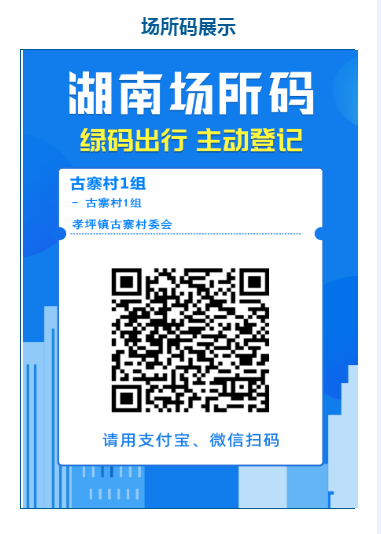 场所码展示
湖南场所码
绿码出行 主动登记
古寨村1组
- 古寨村1组
孝坪镇古寨村委会
请用支付宝、微信扫码